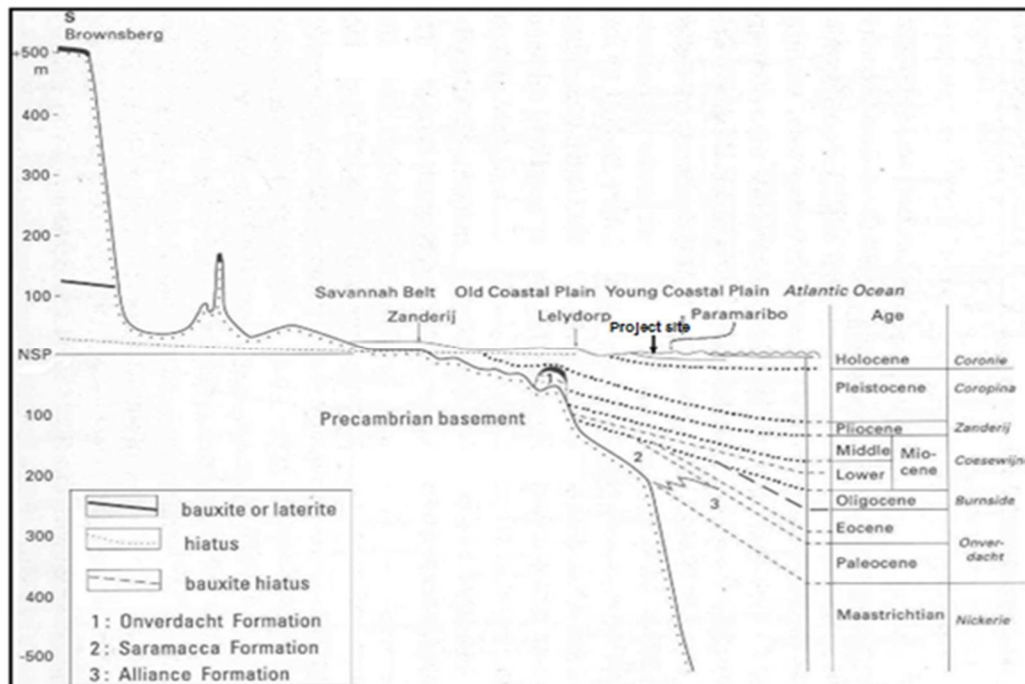 S
Brownsberg
+500
m
400
300
200
100
NSP
100
200
300
400
-500
Savannah Belt
Old Coastal Plain
Young Coastal Plain
Atlantic Ocean
Zanderij
Lelydorp
Project site
Paramaribo
Precambrian basement
1
2
3
Age
Holocene
Coronie
Pleistocene
Coropina
Pliocene
Zanderij
Middle
Lower
Mio-
cene
Coesewijne
Oligocene
Burnside
Eocene
Onver-
dacht
Paleocene
Maastrichtian
Nickerie
bauxite or laterite
hiatus
bauxite hiatus
1: Onverdacht Formation
2: Saramacca Formation
3: Alliance Formation